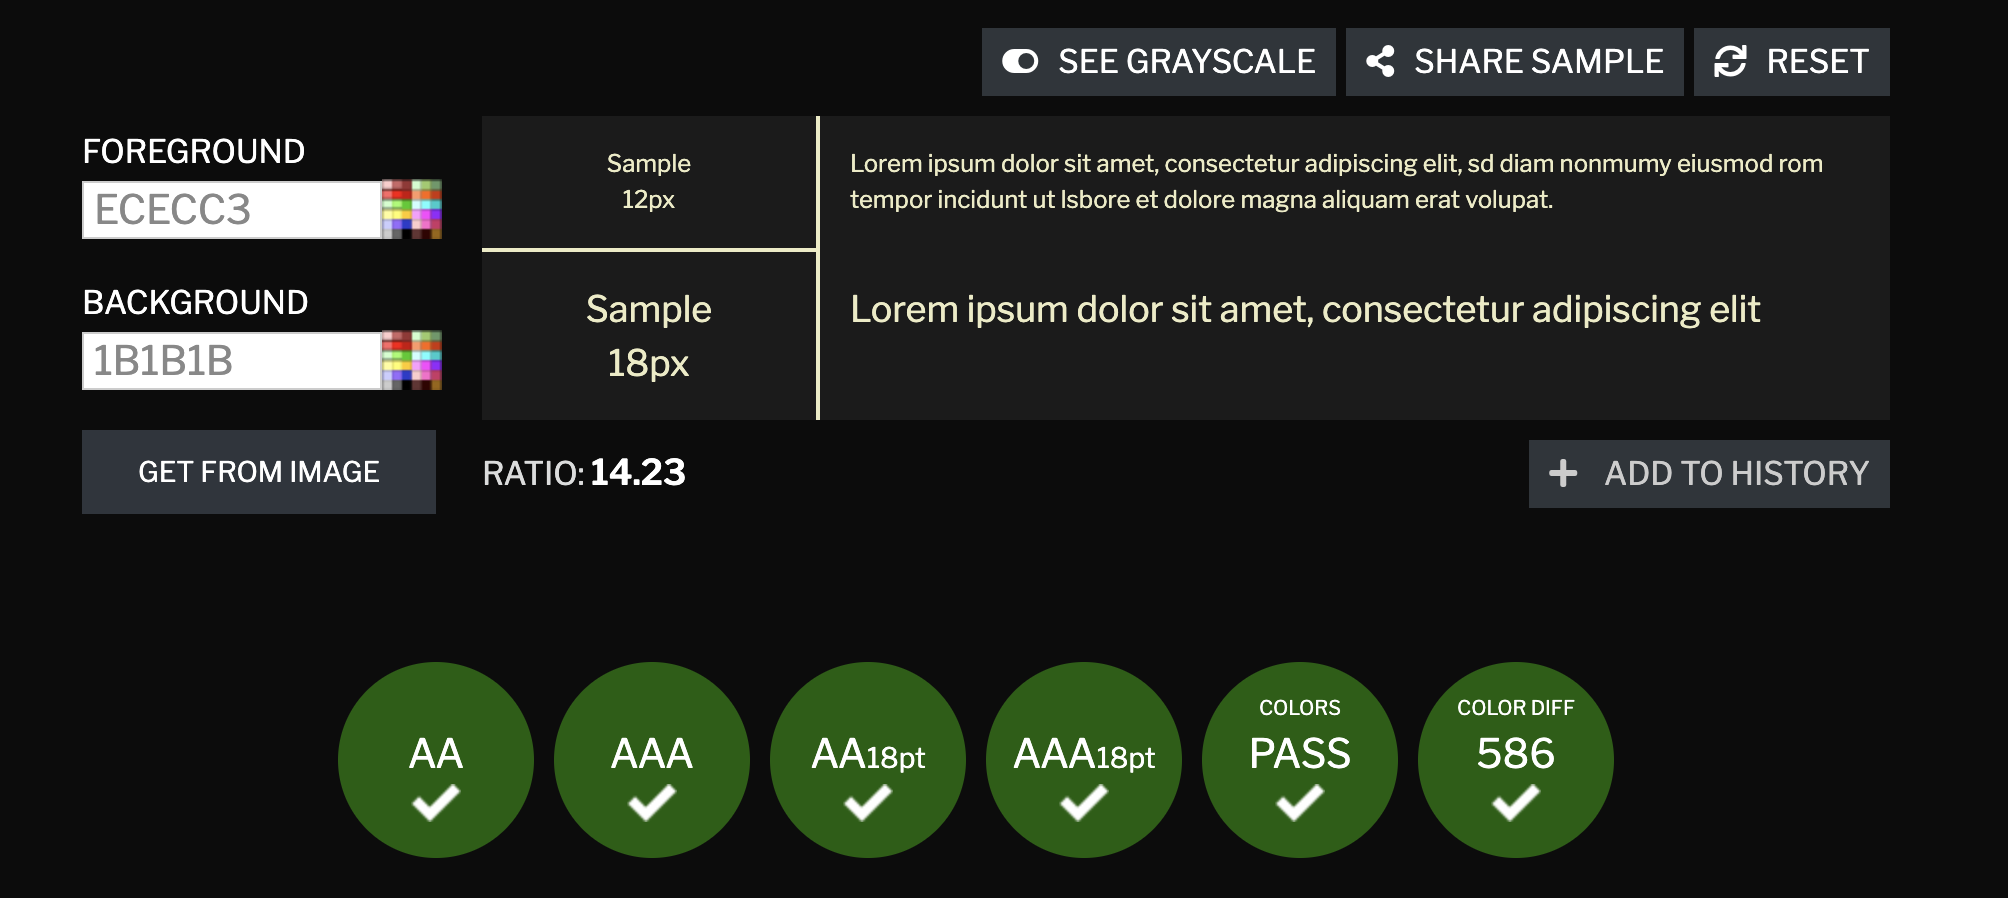 SEE GRAYSCALE
SHARE SAMPLE
RESET
FOREGROUND
ECECC3
BACKGROUND
1B1B1B
GET FROM IMAGE
Sample
12px
Lorem ipsum dolor sit amet, consectetur adipiscing elit, sd diam nonmumy eiusmod rom
tempor incidunt ut lsbore et dolore magna aliquam erat volupat.
Sample
18px
Lorem ipsum dolor sit amet, consectetur adipiscing elit
RATIO: 14.23
ADD TO HISTORY
AA
AAA
AA18pt
AAA18pt
COLORS
PASS
COLOR DIFF
586